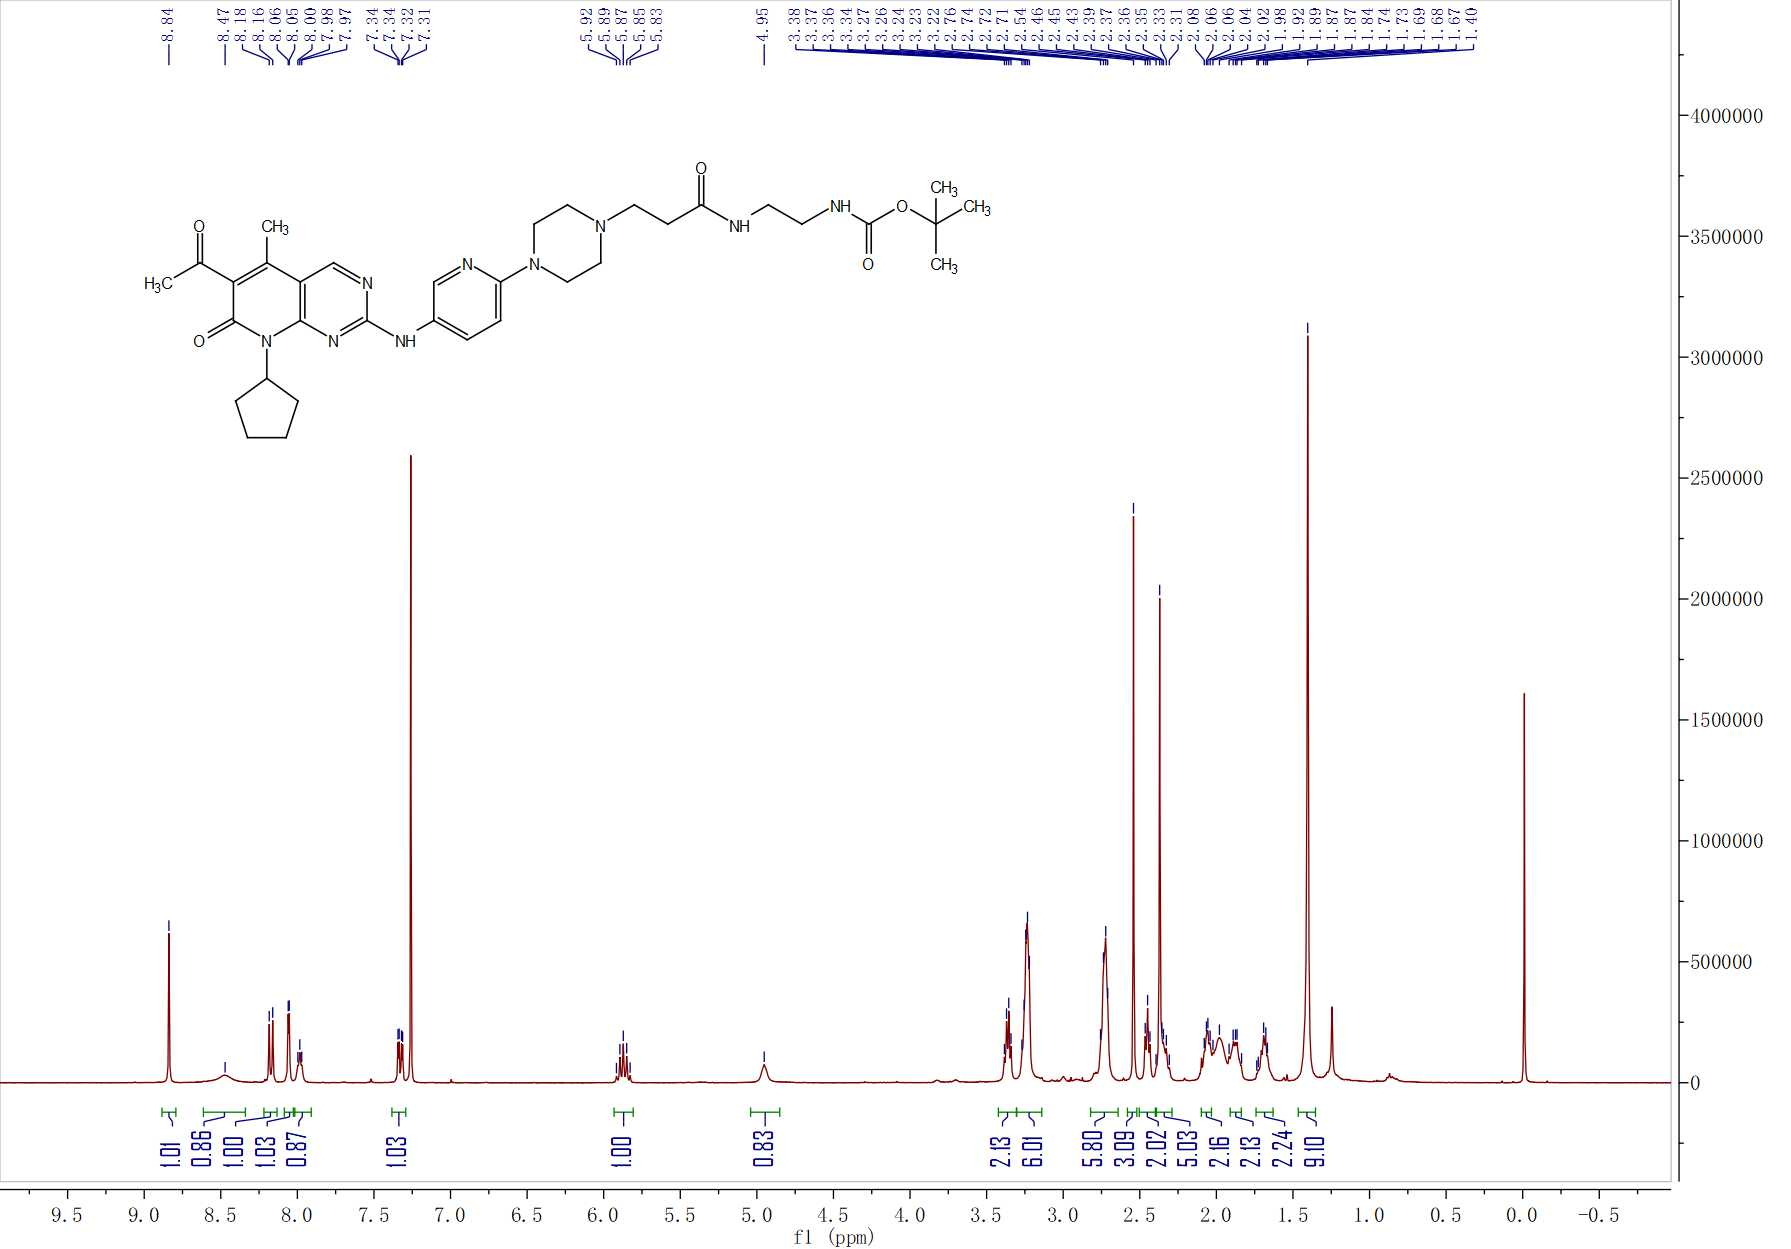 8.84 8.47 8.18 8.16 8.06 8.05 8.00 7.98 7.97 7.34 7.34 7.32 7.31 5.92 5.89 5.87 5.85 5.83 4.95 3.38 3.37 3.36 3.34 3.27 3.26 3.24 3.23 3.22 2.76 2.74 2.72 2.71 2.54 2.46 2.45 2.43 2.39 2.37 2.36 2.35 2.33 2.31 2.08 2.06 2.06 2.04 2.02 1.98 1.92 1.89 1.87 1.87 1.84 1.74 1.73 1.69 1.68 1.67 1.40
4000000
3500000
3000000
2500000
2000000
1500000
1000000
500000
0
O
CH3
O
CH3
NH
O
CH3
N
NH
O
CH3
O
CH3
H3C
N
N
N
O
N
N
NH
1.01 0.86 1.00 1.03 0.87 1.03 1.00 0.83 2.13 6.01 5.80 3.09 2.02 5.03 2.16 2.13 2.24 9.10
9.5 9.0 8.5 8.0 7.5 7.0 6.5 6.0 5.5 5.0 4.5 4.0 3.5 3.0 2.5 2.0 1.5 1.0 0.5 0.0 -0.5
f1 (ppm)